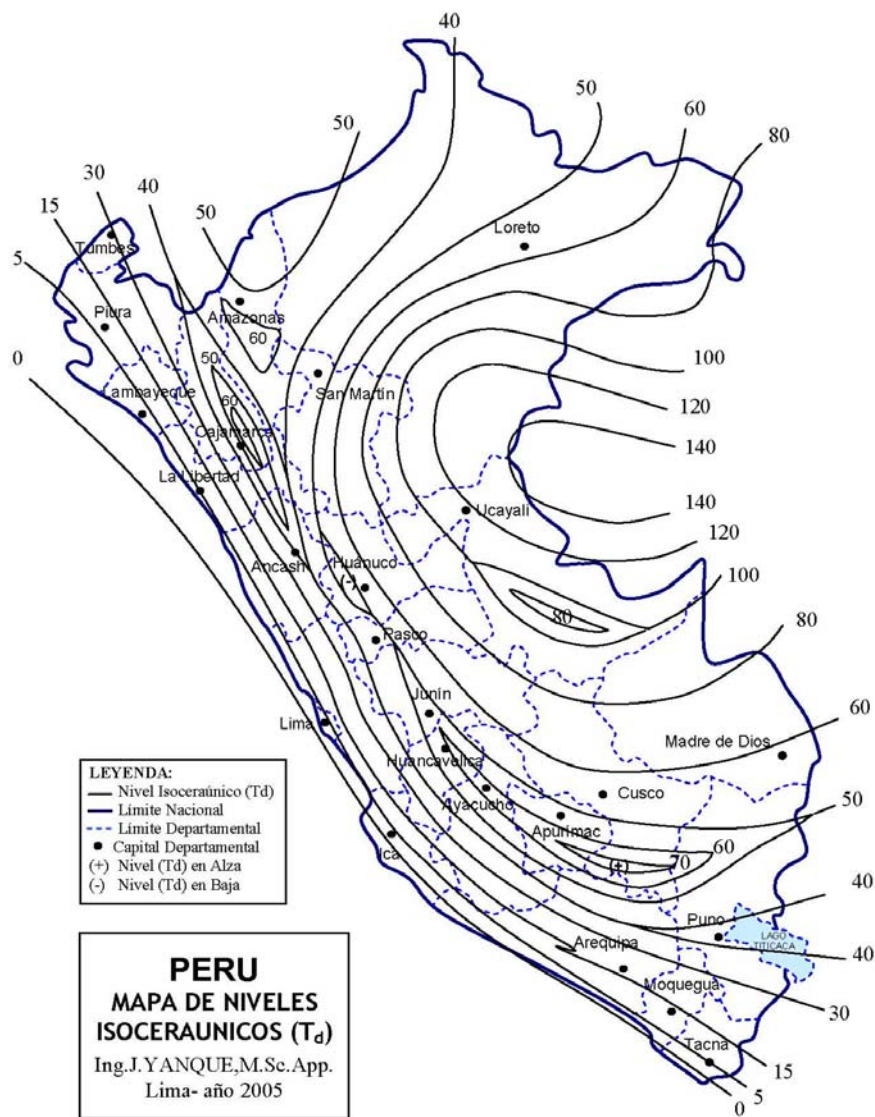 40
50
60
80
50
40
30
15
5
0
50
Tumbes
Piura
Amazonas
60
Loreto
50
60
San Martín
Lambayeque
Cajamarca
La Libertad
100
120
140
140
120
100
80
60
50
40
40
30
15
5
0
Ucayali
Ancash
Huánuco
(-)
80
Pasco
Junín
Lima
Huancavelica
Ayacucho
Apurimac
Cusco
Madre de Dios
Ica
60
70
(+)
Puno
LAGO
TITICACA
Arequipa
Moquegua
Tacna
LEYENDA:
Nivel Isoceraúnico (Td)
Límite Nacional
Límite Departamental
Capital Departamental
(+) Nivel (Td) en Alza
(-) Nivel (Td) en Baja
PERU
MAPA DE NIVELES
ISOCERAUNICOS (Td)
Ing.J.YANQUE,M.Sc.App.
Lima- año 2005